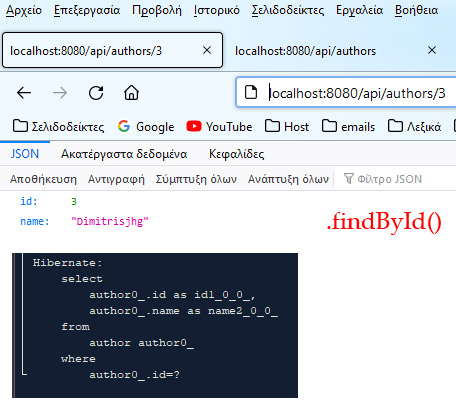 Αρχείο Επεξεργασία Προβολή Ιστορικό Σελιδοδείκτες Εργαλεία Βοήθεια
localhost:8080/api/authors/3 localhost:8080/api/authors
localhost:8080/api/authors/3
Σελιδοδείκτες Google YouTube Host emails Λεξικά
JSON Ακατέργαστα δεδομένα Κεφαλίδες
Αποθήκευση Αντιγραφή Σύμπτυξη όλων Ανάπτυξη όλων Φίλτρο JSON
id: 3
name: "Dimitrisjhg"
.findById()
Hibernate:
select
author0_.id as id1_0_0_,
author0_.name as name2_0_0_
from
author author0_
where
author0_.id=?